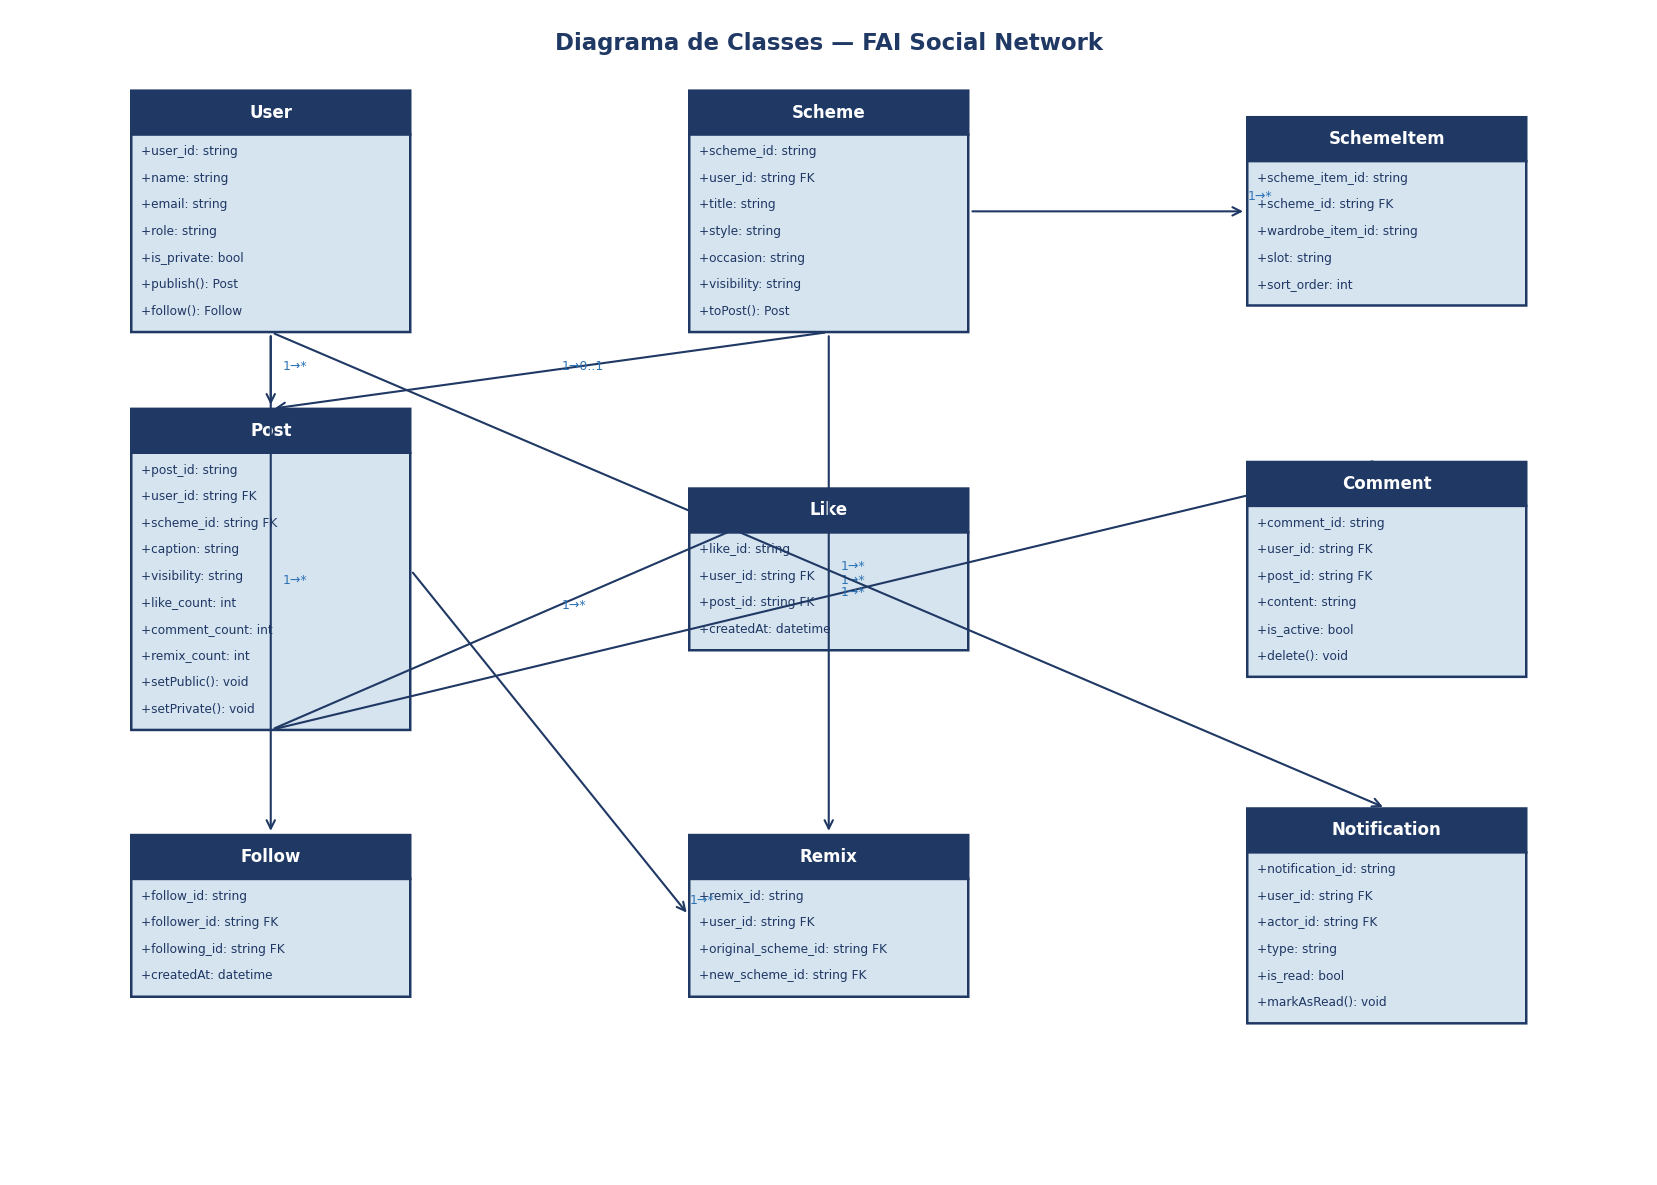 Diagrama de Classes — FAI Social Network
User
+user_id: string
+name: string
+email: string
+role: string
+is_private: bool
+publish(): Post
+follow(): Follow
Scheme
+scheme_id: string
+user_id: string FK
+title: string
+style: string
+occasion: string
+visibility: string
+toPost(): Post
SchemeItem
+scheme_item_id: string
1→*
+scheme_id: string FK
+wardrobe_item_id: string
+slot: string
+sort_order: int
1→*
1→0..1
Post
+post_id: string
+user_id: string FK
+scheme_id: string FK
+caption: string
+visibility: string
1→*
+like_count: int
+comment_count: int
+remix_count: int
+setPublic(): void
+setPrivate(): void
1→*
Like
+like_id: string
+user_id: string FK
+post_id: string FK
+createdAt: datetime
1→*
1→*
1→*
Comment
+comment_id: string
+user_id: string FK
+post_id: string FK
+content: string
+is_active: bool
+delete(): void
Follow
+follow_id: string
+follower_id: string FK
+following_id: string FK
+createdAt: datetime
Remix
+remix_id: string
1→*
+user_id: string FK
+original_scheme_id: string FK
+new_scheme_id: string FK
Notification
+notification_id: string
+user_id: string FK
+actor_id: string FK
+type: string
+is_read: bool
+markAsRead(): void